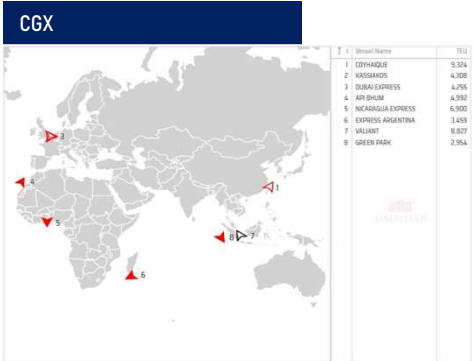 CGX
Vessel Name TEU
1 COYHAIQUE 9,324
2 KASSIAKOS 4,308
3 DUBAI EXPRESS 4,255
4 API BHUM 4,992
5 NICARAGUA EXPRESS 6,900
6 EXPRESS ARGENTINA 3,459
7 VALIANT 8,827
8 GREEN PARK 2,954
3
1
4
5
8 7
6